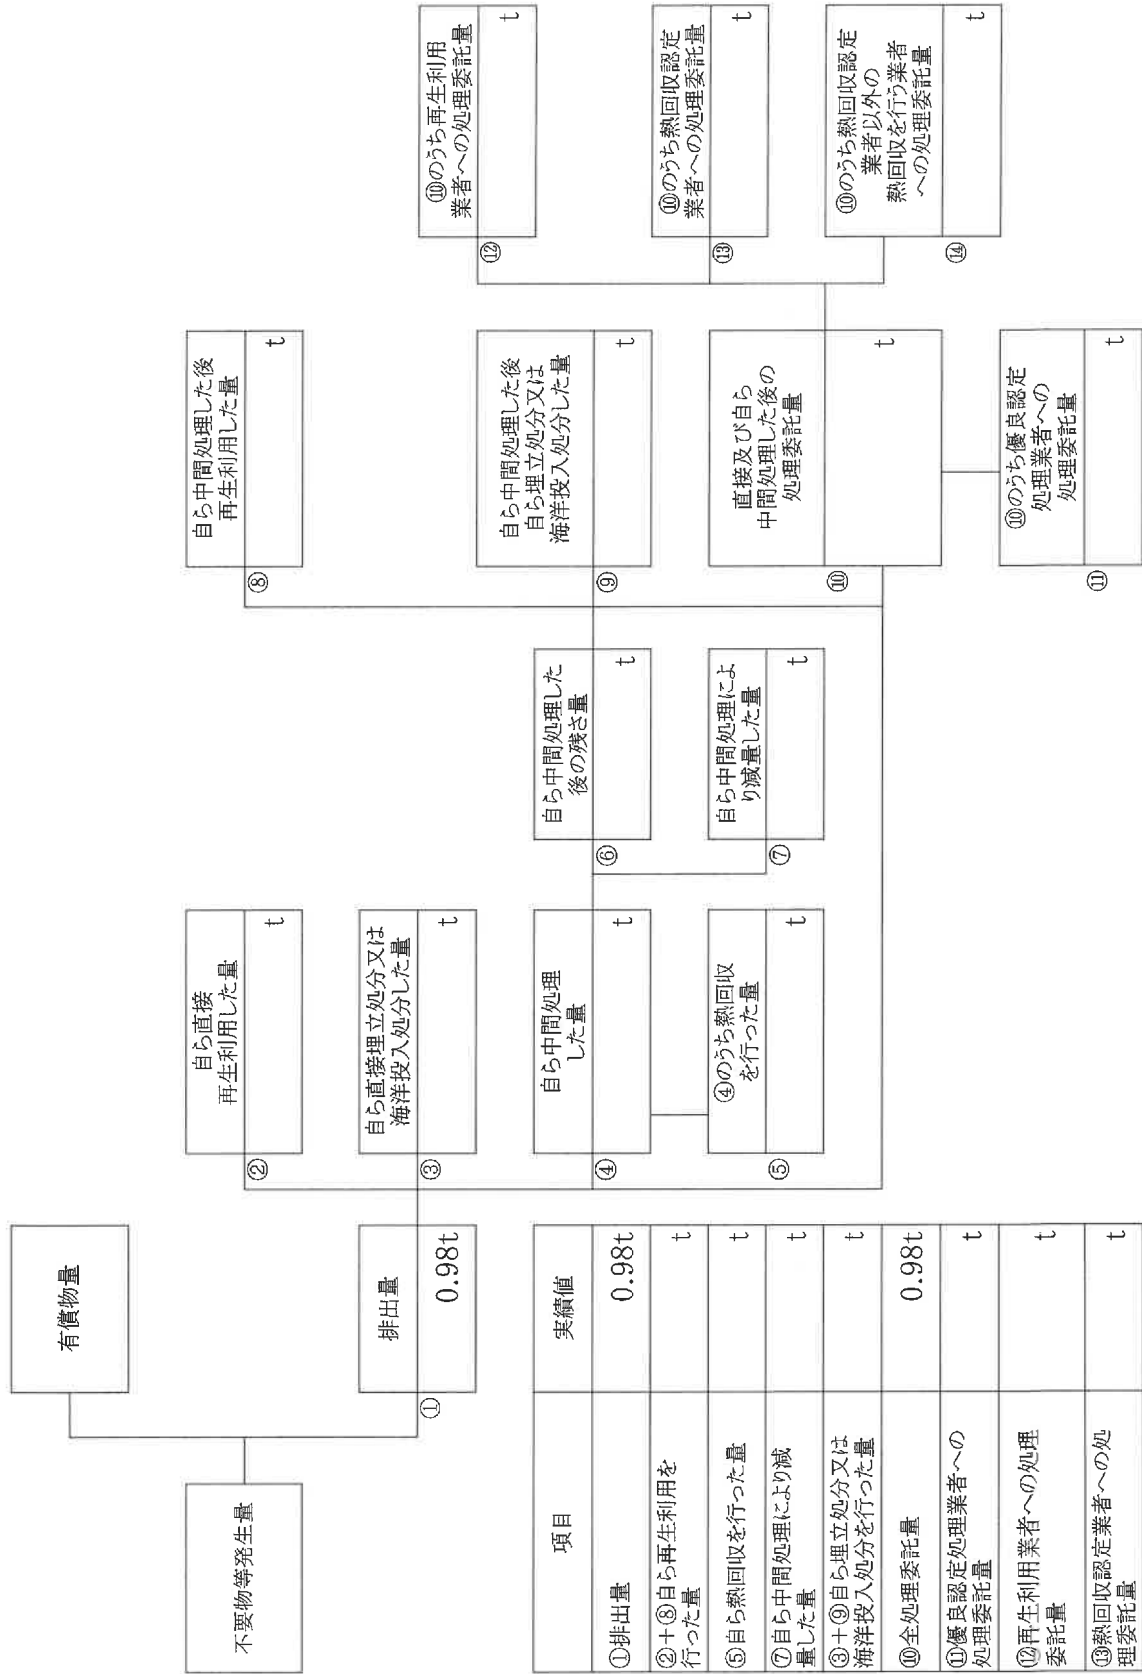 不要物等発生量
有償物量
排出量
①
0.98t
自ら直接
再生利用した量
②
t
自ら直接埋立処分又は
海洋投入処分した量
③
t
自ら中間処理
した量
④
t
④のうち熱回収
を行った量
⑤
t
自ら中間処理した
後の残さ量
⑥
t
自ら中間処理によ
り減量した量
⑦
t
自ら中間処理した後
再生利用した量
⑧
t
自ら中間処理した後
自ら埋立処分又は
海洋投入処分した量
⑨
t
直接及び自ら
中間処理した後の
処理委託量
⑩
t
⑩のうち優良認定
処理業者への
処理委託量
⑪
t
⑩のうち再生利用
業者への処理委託量
⑫
t
⑩のうち熱回収認定
業者への処理委託量
⑬
t
⑩のうち熱回収認定
業者以外の
熱回収を行う業者
への処理委託量
⑭
t
項目 実績値
①排出量 0.98t
②+⑧自ら再生利用を
行った量 t
⑤自ら熱回収を行った量 t
⑦自ら中間処理により減
量した量 t
③+⑨自ら埋立処分又は
海洋投入処分を行った量 t
⑩全処理委託量 0.98t
⑪優良認定処理業者への
処理委託量 t
⑫再生利用業者への処理
委託量 t
⑬熱回収認定業者への処
理委託量 t